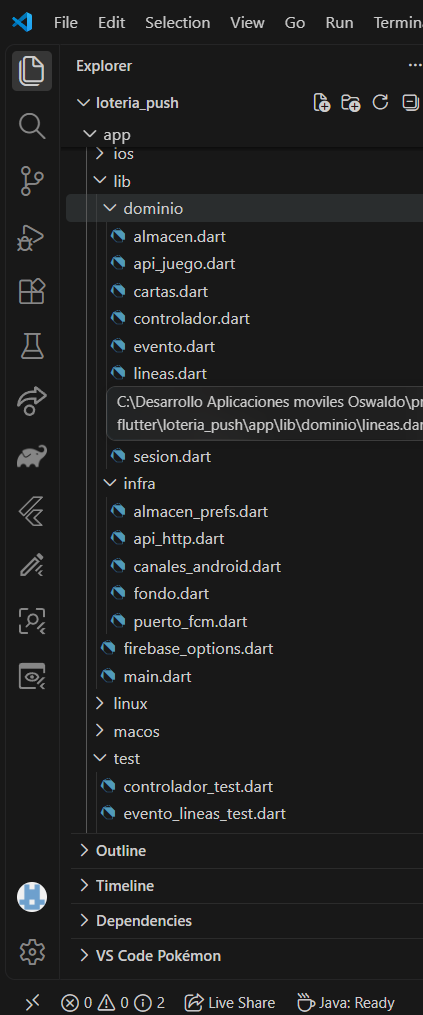 File Edit Selection View Go Run
Explorer
loteria_push
app
ios
lib
dominio
almacen.dart
api_juego.dart
cartas.dart
controlador.dart
evento.dart
lineas.dart
C:\Desarrollo Aplicaciones moviles Oswaldo\
flutter\loteria_push\app\lib\dominio\lineas.dar
sesion.dart
infra
almacen_prefs.dart
api_http.dart
canales_android.dart
fondo.dart
puerto_fcm.dart
firebase_options.dart
main.dart
linux
macos
test
controlador_test.dart
evento_lineas_test.dart
Outline
Timeline
Dependencies
VS Code Pokémon
0 0 2 Live Share Java: Ready